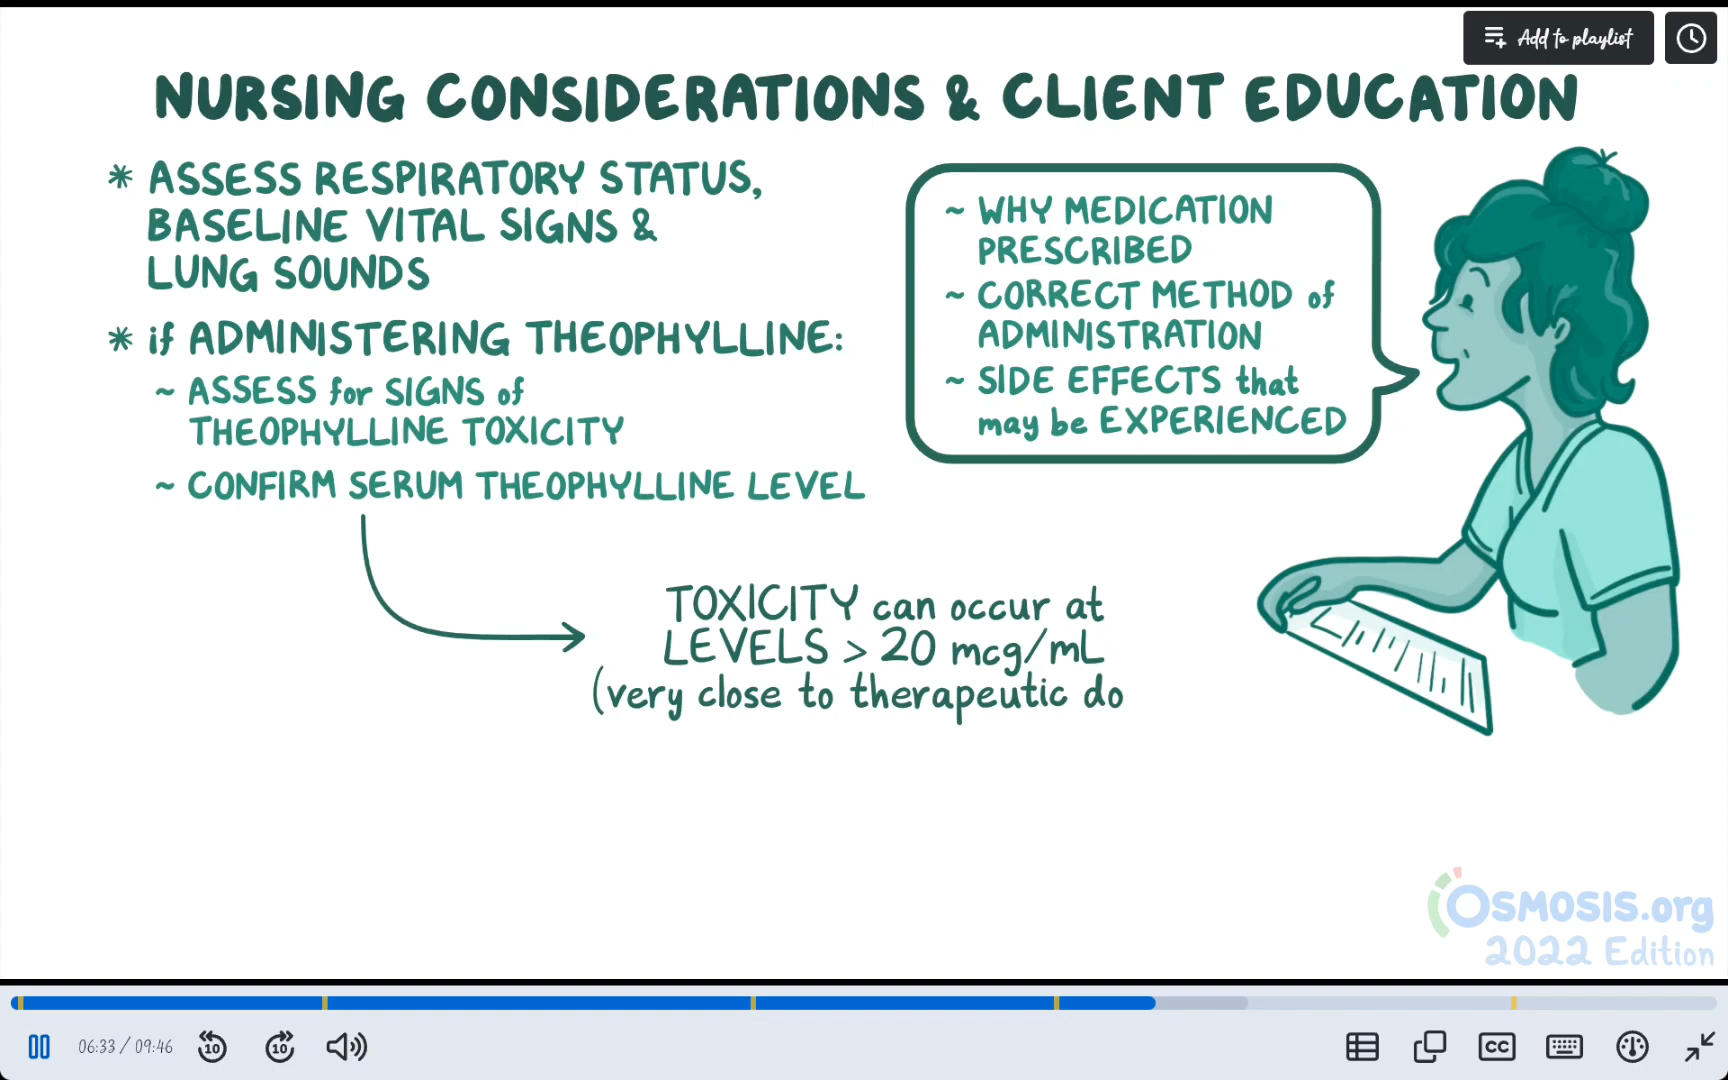 Add to playlist
NURSING CONSIDERATIONS & CLIENT EDUCATION
* ASSESS RESPIRATORY STATUS,
BASELINE VITAL SIGNS &
LUNG SOUNDS
* if ADMINISTERING THEOPHYLLINE:
~ ASSESS for SIGNS of
THEOPHYLLINE TOXICITY
~ CONFIRM SERUM THEOPHYLLINE LEVEL
TOXICITY can occur at
LEVELS > 20 mcg/mL
(very close to therapeutic do
~ WHY MEDICATION
PRESCRIBED
~ CORRECT METHOD of
ADMINISTRATION
~ SIDE EFFECTS that
may be EXPERIENCED
OSMOSIS.org
2022 Edition
06:33 / 09:46
10
10
CC